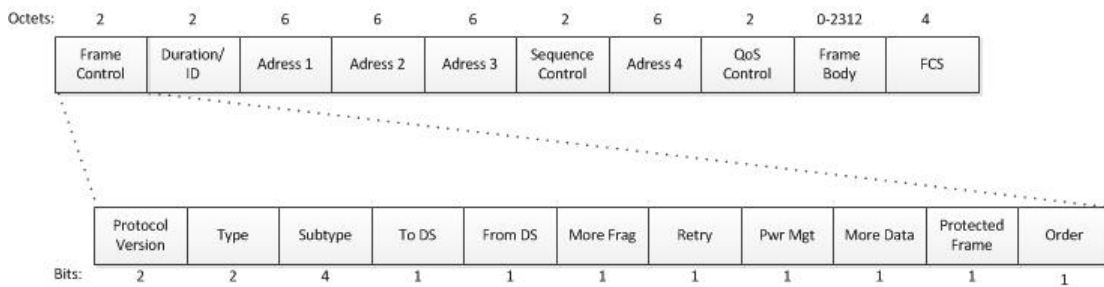 Octets: 2 2 6 6 6 2 6 2 0-2312 4
Frame Control Duration/ ID Adress 1 Adress 2 Adress 3 Sequence Control Adress 4 QoS Control Frame Body FCS
Protocol Version Type Subtype To DS From DS More Frag Retry Pwr Mgt More Data Protected Frame Order
Bits: 2 2 4 1 1 1 1 1 1 1 1